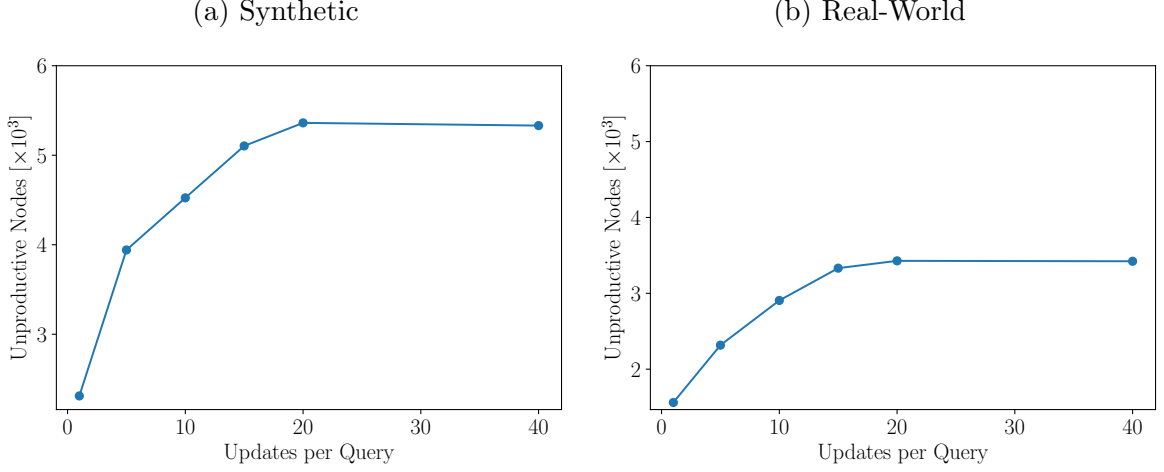 (a) Synthetic
Unproductive Nodes [×10³]
6
5
4
3
0 10 20 30 40
Updates per Query
(b) Real-World
Unproductive Nodes [×10³]
6
5
4
3
2
0 10 20 30 40
Updates per Query